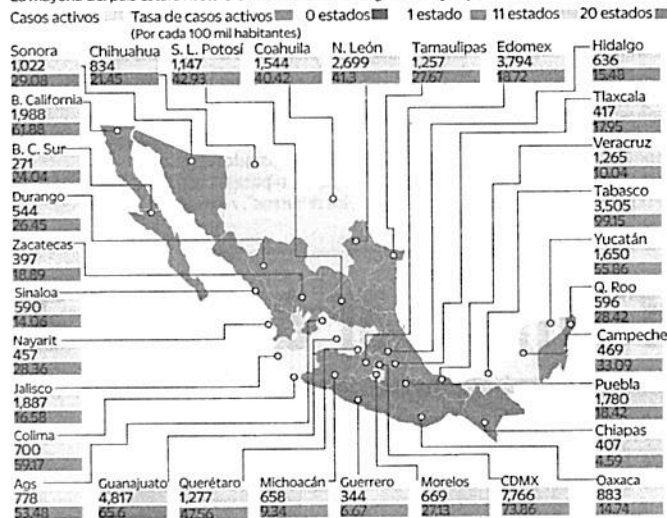 Casos activos Tasa de casos activos 0 estados 1 estado 11 estados 20 estados
(Por cada 100 mil habitantes)
Sonora
1,022
29.08
Chihuahua
834
21.45
S. L. Potosí
1,147
42.93
Coahuila
1,544
40.42
N. León
2,699
41.3
Tamaulipas
1,257
27.67
Edomex
3,794
18.72
Hidalgo
636
15.48
B. California
1,988
61.88
B. C. Sur
271
24.04
Durango
544
26.45
Zacatecas
397
18.89
Sinaloa
590
14.06
Nayarit
457
28.36
Jalisco
1,887
16.58
Colima
700
59.17
Ags
778
53.48
Guanajuato
4,817
65.6
Querétaro
1,277
47.56
Michoacán
658
9.34
Guerrero
344
6.67
Morelos
669
27.13
CDMX
7,766
73.86
Oaxaca
883
14.74
Tlaxcala
417
17.95
Veracruz
1,265
10.04
Tabasco
3,505
99.15
Yucatán
1,650
55.86
Q. Roo
596
28.42
Campeche
469
33.09
Puebla
1,780
18.42
Chiapas
407
4.59